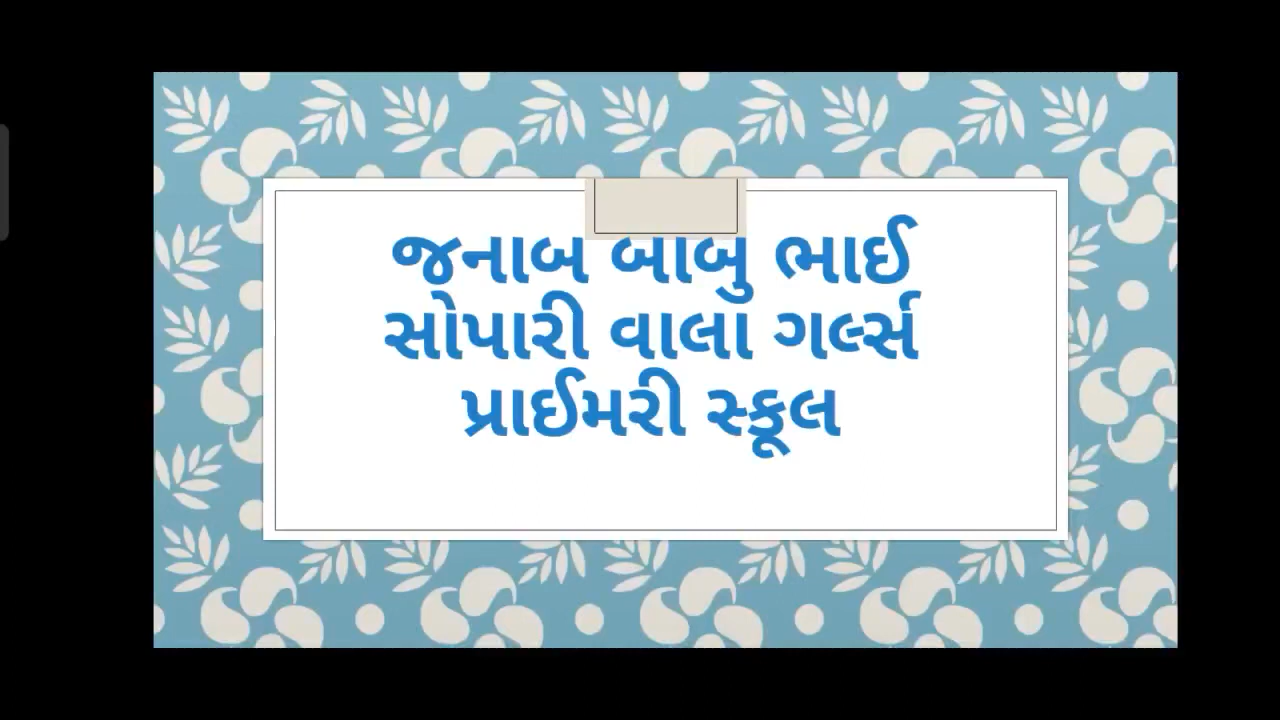 જનાબ બાબુ ભાઈ
સોપારી વાલા ગર્લ્સ
પ્રાઈમરી સ્કૂલ